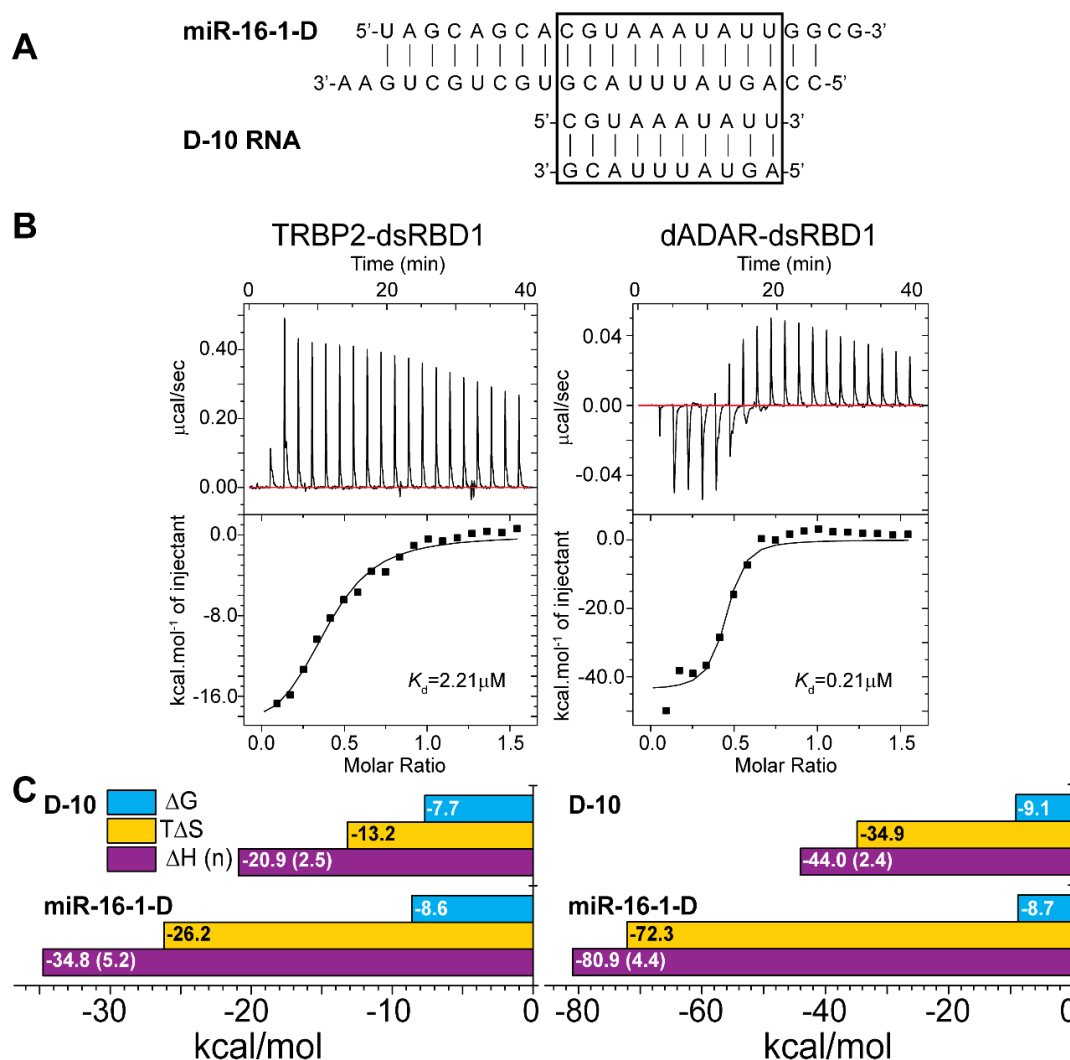 A
miR-16-1-D
5'-U A G C A G C A C G U A A A U A U U G G C G-3'
3'-A A G U C G U C G U G C A U U U A U G A C C-5'
D-10 RNA
5'-C G U A A A U A U U-3'
3'-G C A U U U A U G A-5'
B
TRBP2-dsRBD1
dADAR-dsRBD1
Time (min)
Time (min)
0 20 40
0 20 40
µcal/sec
0.40
0.20
0.00
µcal/sec
0.04
0.00
-0.04
kcal.mol⁻¹ of injectant
0.0
-8.0
-16.0
Kd=2.21µM
0.0 0.5 1.0 1.5
Molar Ratio
kcal.mol⁻¹ of injectant
0.0
-20.0
-40.0
Kd=0.21µM
0.0 0.5 1.0 1.5
Molar Ratio
C
D-10
ΔG
TΔS
ΔH (n)
-7.7
-13.2
-20.9 (2.5)
miR-16-1-D
-8.6
-26.2
-34.8 (5.2)
-30 -20 -10 0
kcal/mol
D-10
-9.1
-34.9
-44.0 (2.4)
miR-16-1-D
-8.7
-72.3
-80.9 (4.4)
-80 -60 -40 -20 0
kcal/mol